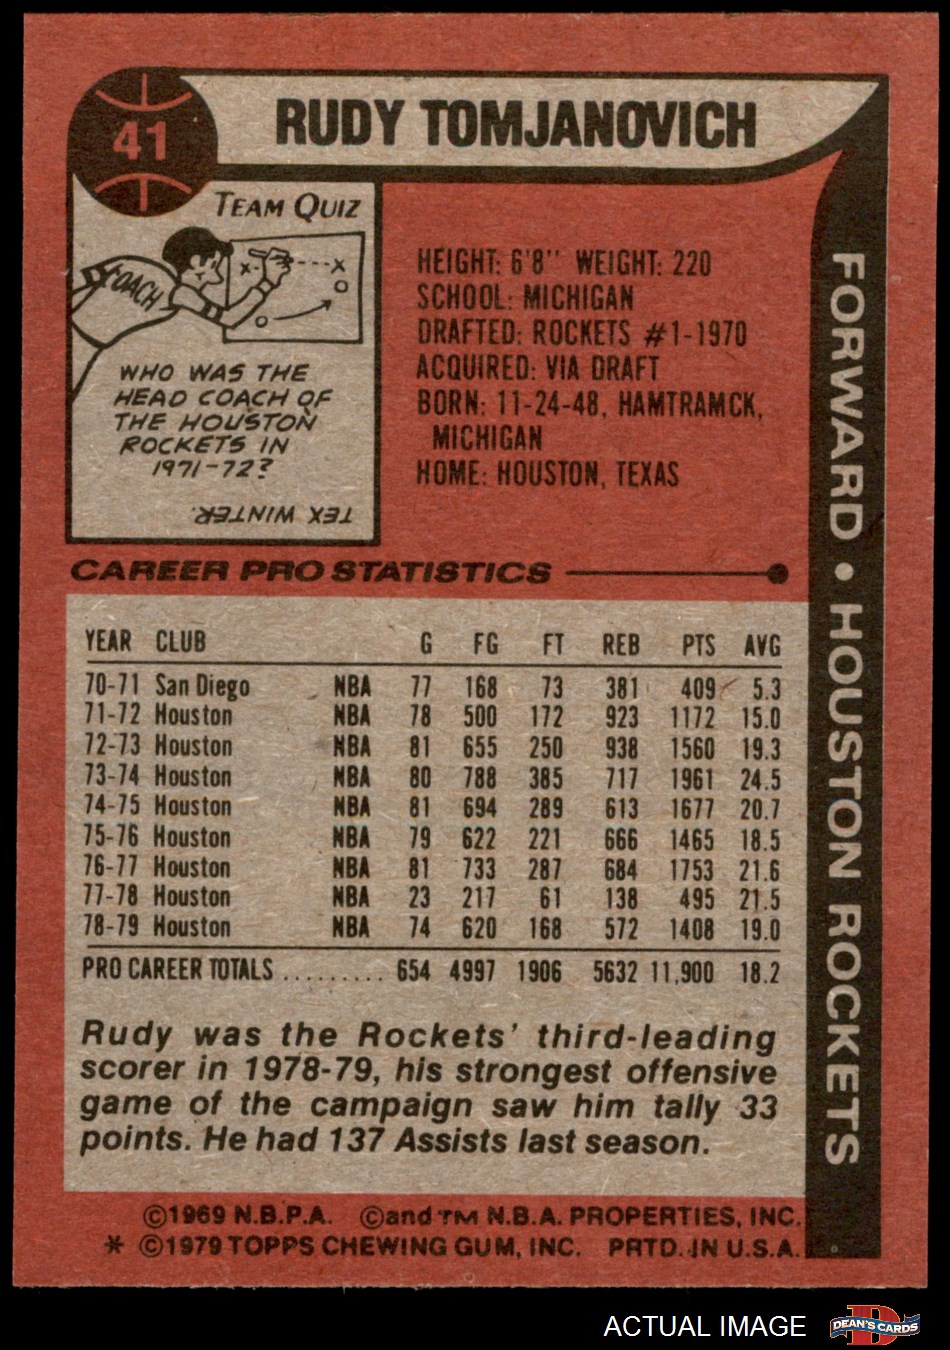 41
RUDY TOMJANOVICH
TEAM QUIZ
COACH
WHO WAS THE
HEAD COACH OF
THE HOUSTON
ROCKETS IN
1971-72?
TEX WINTER.
HEIGHT: 6'8'' WEIGHT: 220
SCHOOL: MICHIGAN
DRAFTED: ROCKETS #1-1970
ACQUIRED: VIA DRAFT
BORN: 11-24-48, HAMTRAMCK,
MICHIGAN
HOME: HOUSTON, TEXAS
FORWARD • HOUSTON ROCKETS
CAREER PRO STATISTICS
YEAR CLUB G FG FT REB PTS AVG
70-71 San Diego NBA 77 168 73 381 409 5.3
71-72 Houston NBA 78 500 172 923 1172 15.0
72-73 Houston NBA 81 655 250 938 1560 19.3
73-74 Houston NBA 80 788 385 717 1961 24.5
74-75 Houston NBA 81 694 289 613 1677 20.7
75-76 Houston NBA 79 622 221 666 1465 18.5
76-77 Houston NBA 81 733 287 684 1753 21.6
77-78 Houston NBA 23 217 61 138 495 21.5
78-79 Houston NBA 74 620 168 572 1408 19.0
PRO CAREER TOTALS ......... 654 4997 1906 5632 11,900 18.2
Rudy was the Rockets' third-leading
scorer in 1978-79, his strongest offensive
game of the campaign saw him tally 33
points. He had 137 Assists last season.
©1969 N.B.P.A. ©and TM N.B.A. PROPERTIES, INC.
* ©1979 TOPPS CHEWING GUM, INC. PRTD. IN U.S.A.
ACTUAL IMAGE
D
DEAN'S CARDS